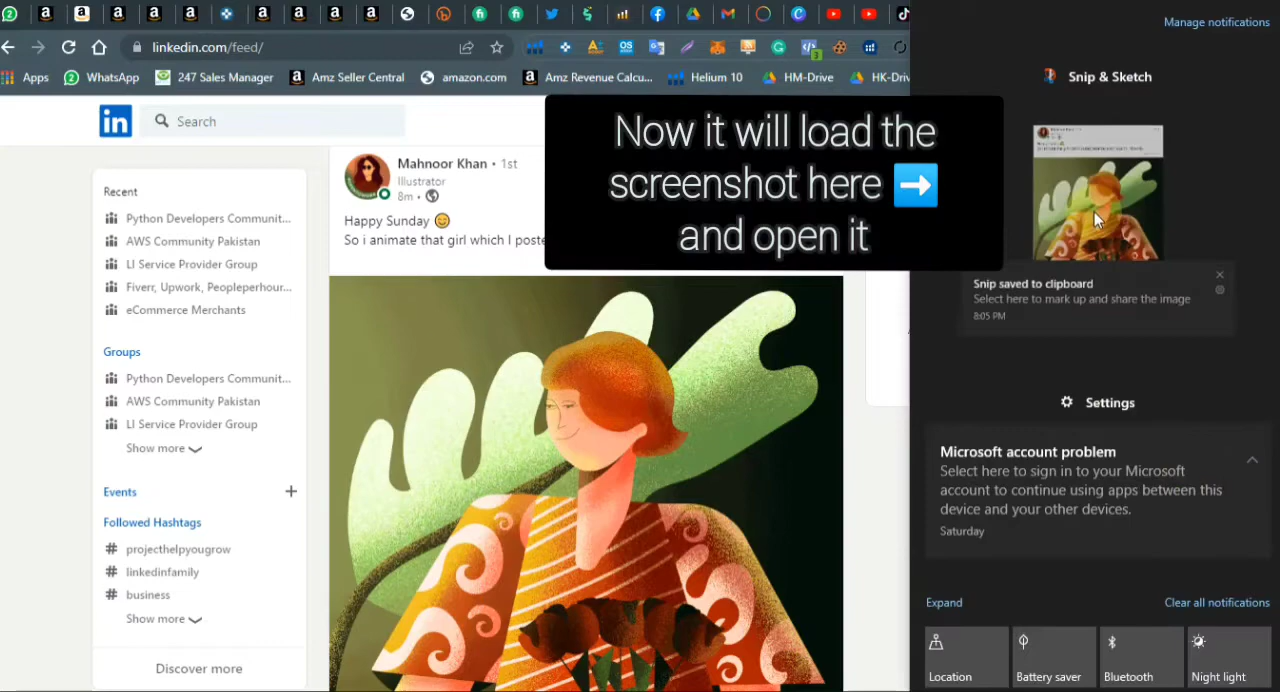 linkedin.com/feed/
Apps
WhatsApp
247 Sales Manager
Amz Seller Central
amazon.com
Amz Revenue Calcu...
Helium 10
HM-Drive
HK-Driv
in
Search
Recent
Python Developers Communit...
AWS Community Pakistan
LI Service Provider Group
Fiverr, Upwork, Peopleperhour...
eCommerce Merchants
Groups
Python Developers Communit...
AWS Community Pakistan
LI Service Provider Group
Show more
Events
Followed Hashtags
# projecthelpyougrow
# linkedinfamily
# business
Show more
Discover more
Mahnoor Khan • 1st
Illustrator
8m •
Happy Sunday 😊
So i animate that girl which I poste
Now it will load the
screenshot here ➡️
and open it
Manage notifications
Snip & Sketch
Snip saved to clipboard
Select here to mark up and share the image
8:05 PM
Settings
Microsoft account problem
Select here to sign in to your Microsoft
account to continue using apps between this
device and your other devices.
Saturday
Expand
Clear all notifications
Location
Battery saver
Bluetooth
Night light